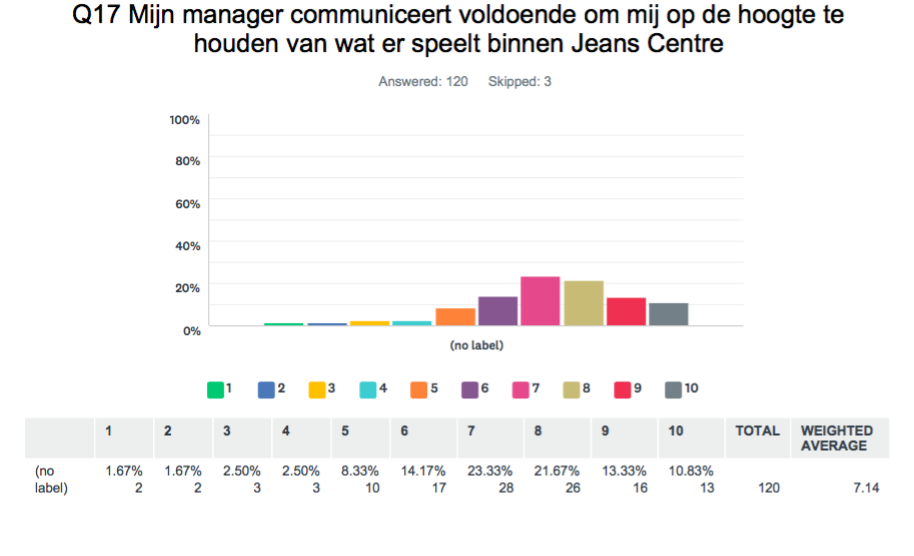 Q17 Mijn manager communiceert voldoende om mij op de hoogte te
houden van wat er speelt binnen Jeans Centre
Answered: 120 Skipped: 3
100%
80%
60%
40%
20%
0%
(no label)
1 2 3 4 5 6 7 8 9 10
1 2 3 4 5 6 7 8 9 10 TOTAL WEIGHTED
AVERAGE
(no 1.67% 1.67% 2.50% 2.50% 8.33% 14.17% 23.33% 21.67% 13.33% 10.83%
label) 2 2 3 3 10 17 28 26 16 13 120 7.14